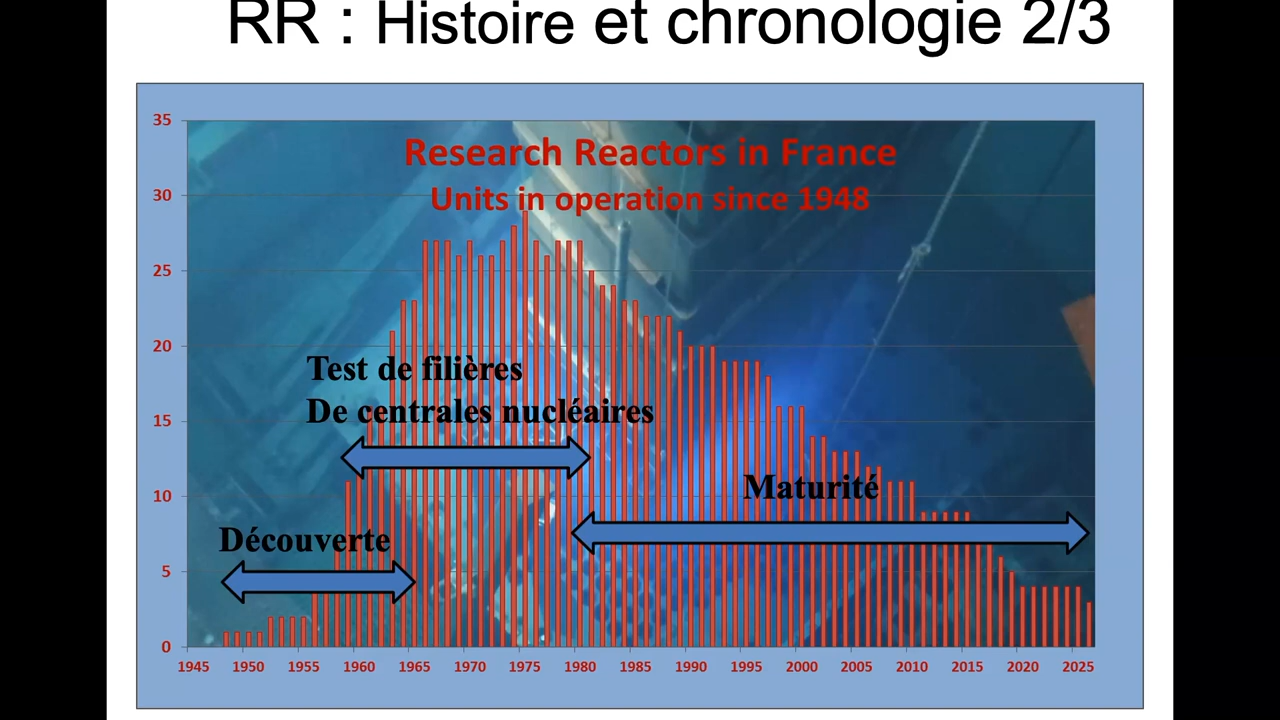 RR : Histoire et chronologie 2/3
Research Reactors in France
Units in operation since 1948
35
30
25
20
15
10
5
0
Test de filières
De centrales nucléaires
Maturité
Découverte
1945 1950 1955 1960 1965 1970 1975 1980 1985 1990 1995 2000 2005 2010 2015 2020 2025